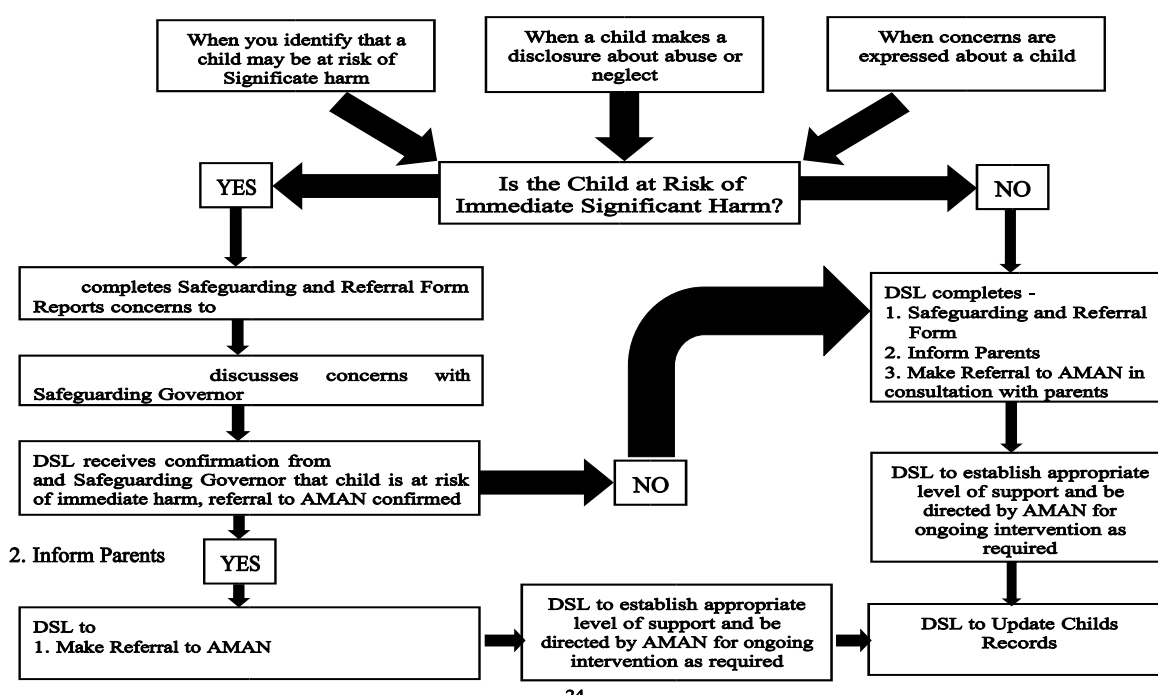 When you identify that a
child may be at risk of
Significate harm
When a child makes a
disclosure about abuse or
neglect
When concerns are
expressed about a child
YES
Is the Child at Risk of
Immediate Significant Harm?
NO
completes Safeguarding and Referral Form
Reports concerns to
discusses concerns with
Safeguarding Governor
DSL receives confirmation from
and Safeguarding Governor that child is at risk
of immediate harm, referral to AMAN confirmed
NO
DSL completes -
1. Safeguarding and Referral
Form
2. Inform Parents
3. Make Referral to AMAN in
consultation with parents
DSL to establish appropriate
level of support and be
directed by AMAN for
ongoing intervention as
required
2. Inform Parents
YES
DSL to
1. Make Referral to AMAN
DSL to establish appropriate
level of support and be
directed by AMAN for ongoing
intervention as required
DSL to Update Childs
Records